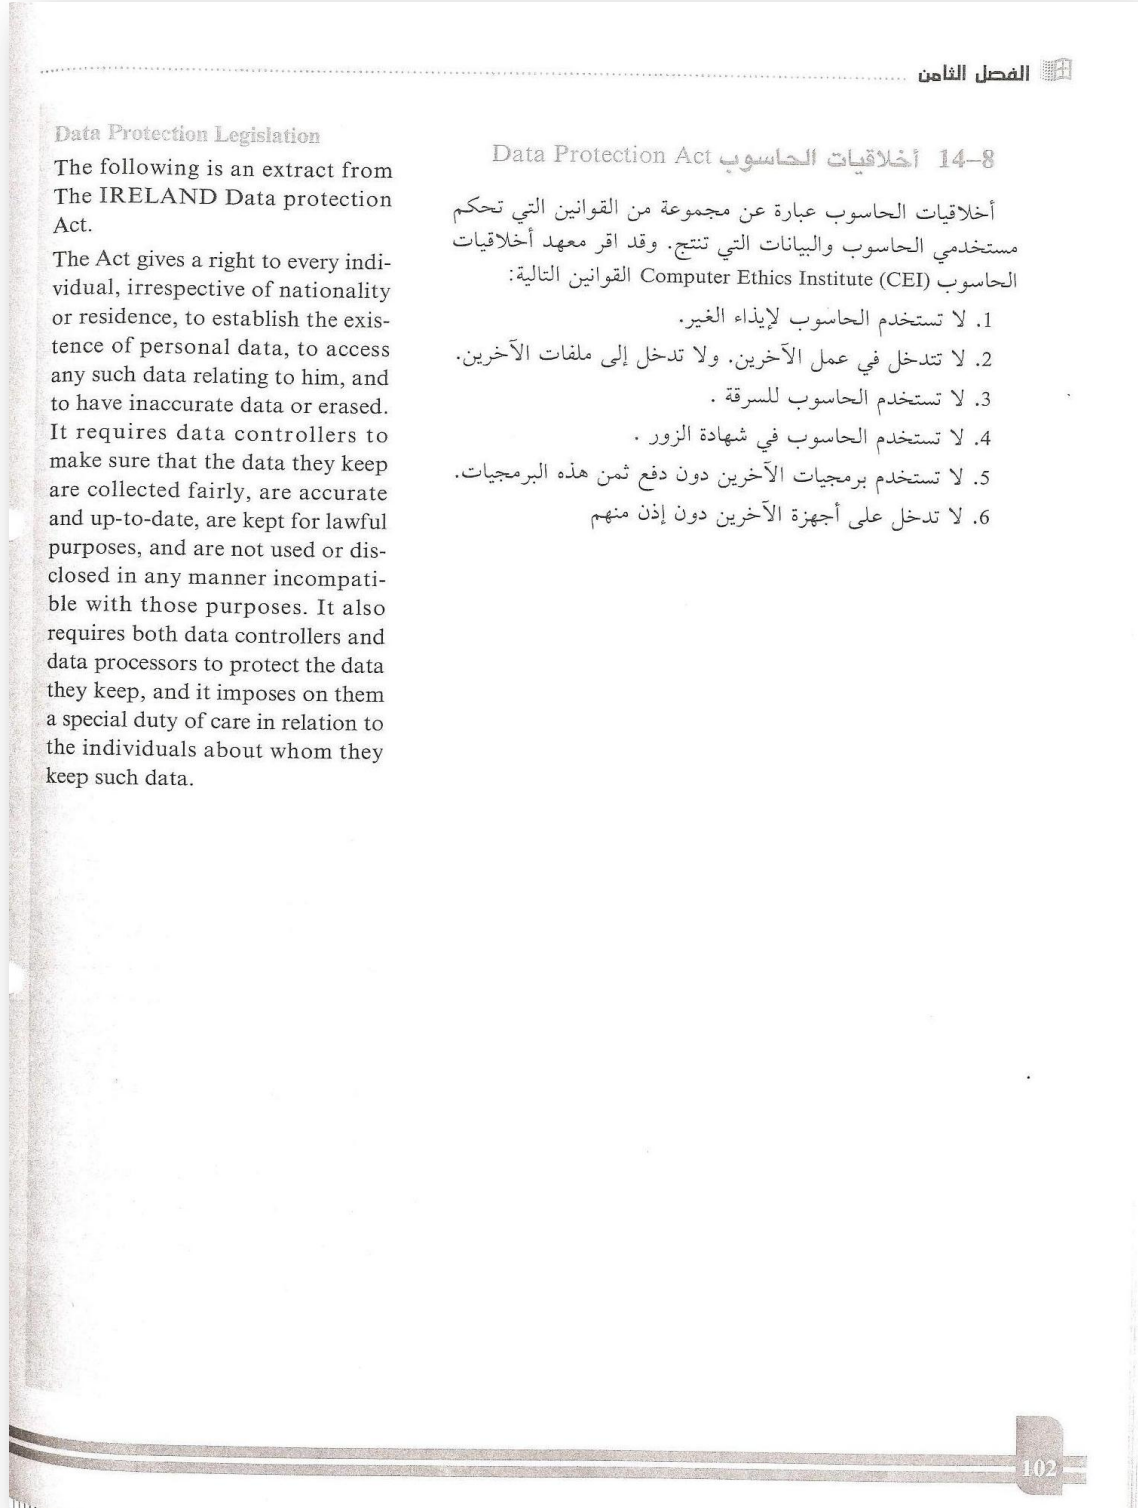 الفصل الثامن
14-8 أخلاقيات الحاسوب Data Protection Act
أخلاقيات الحاسوب عبارة عن مجموعة من القوانين التي تحكم
مستخدمي الحاسوب والبيانات التي تنتج. وقد اقر معهد أخلاقيات
الحاسوب Computer Ethics Institute (CEI) القوانين التالية:
1. لا تستخدم الحاسوب لإيذاء الغير.
2. لا تتدخل في عمل الآخرين. ولا تدخل إلى ملفات الآخرين.
3. لا تستخدم الحاسوب للسرقة .
4. لا تستخدم الحاسوب في شهادة الزور .
5. لا تستخدم برمجيات الآخرين دون دفع ثمن هذه البرمجيات.
6. لا تدخل على أجهزة الآخرين دون إذن منهم
Data Protection Legislation
The following is an extract from
The IRELAND Data protection
Act.
The Act gives a right to every indi-
vidual, irrespective of nationality
or residence, to establish the exis-
tence of personal data, to access
any such data relating to him, and
to have inaccurate data or erased.
It requires data controllers to
make sure that the data they keep
are collected fairly, are accurate
and up-to-date, are kept for lawful
purposes, and are not used or dis-
closed in any manner incompati-
ble with those purposes. It also
requires both data controllers and
data processors to protect the data
they keep, and it imposes on them
a special duty of care in relation to
the individuals about whom they
keep such data.
102